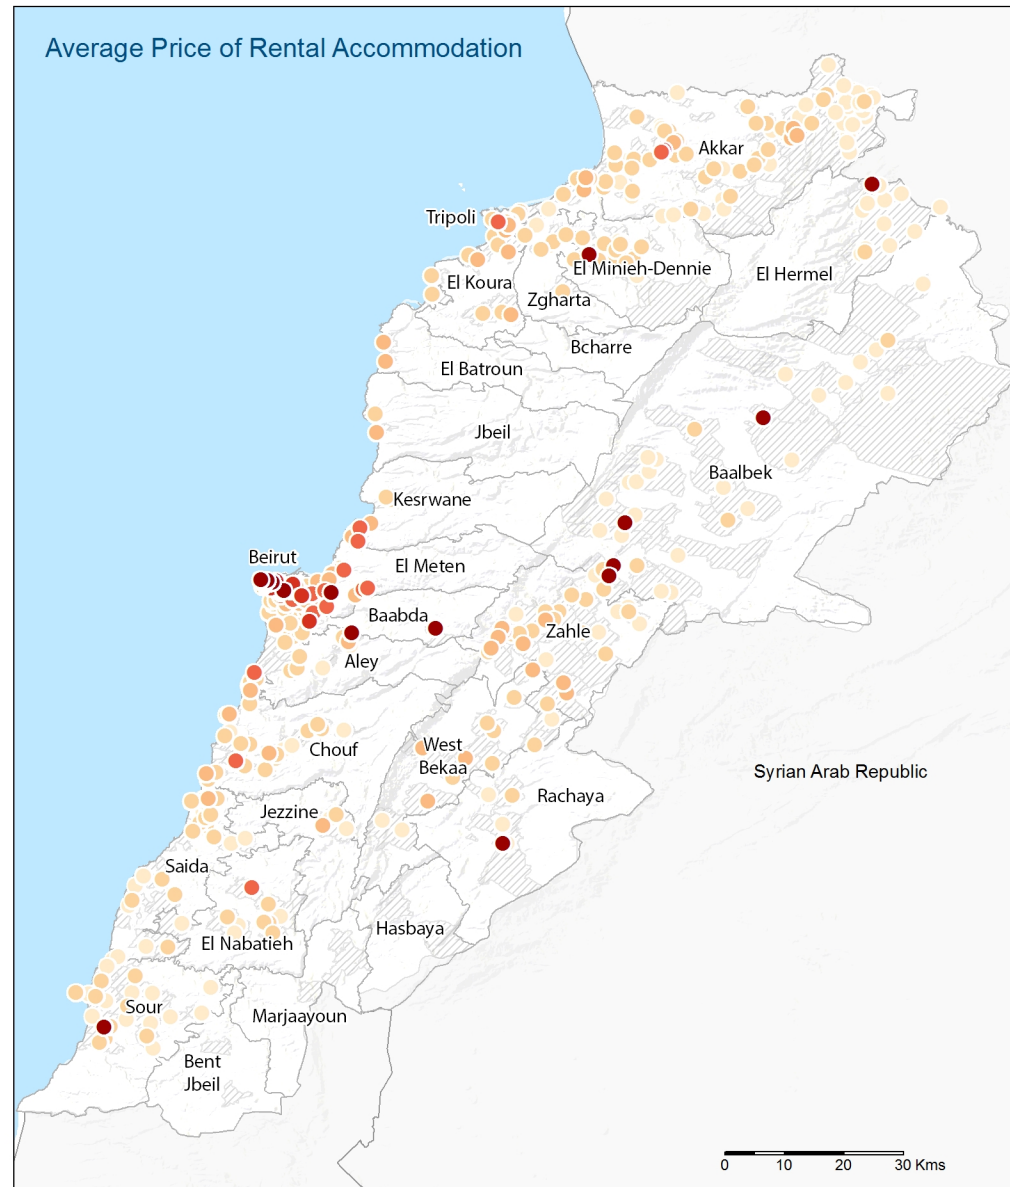 Average Price of Rental Accommodation
Akkar
Tripoli
El Minieh-Dennie
El Hermel
El Koura
Zgharta
Bcharre
El Batroun
Jbeil
Baalbek
Kesrwane
Beirut
El Meten
Baabda
Zahle
Aley
Chouf
West
Bekaa
Syrian Arab Republic
Rachaya
Jezzine
Saida
Hasbaya
El Nabatieh
Sour
Marjaayoun
Bent
Jbeil
0 10 20 30 Kms